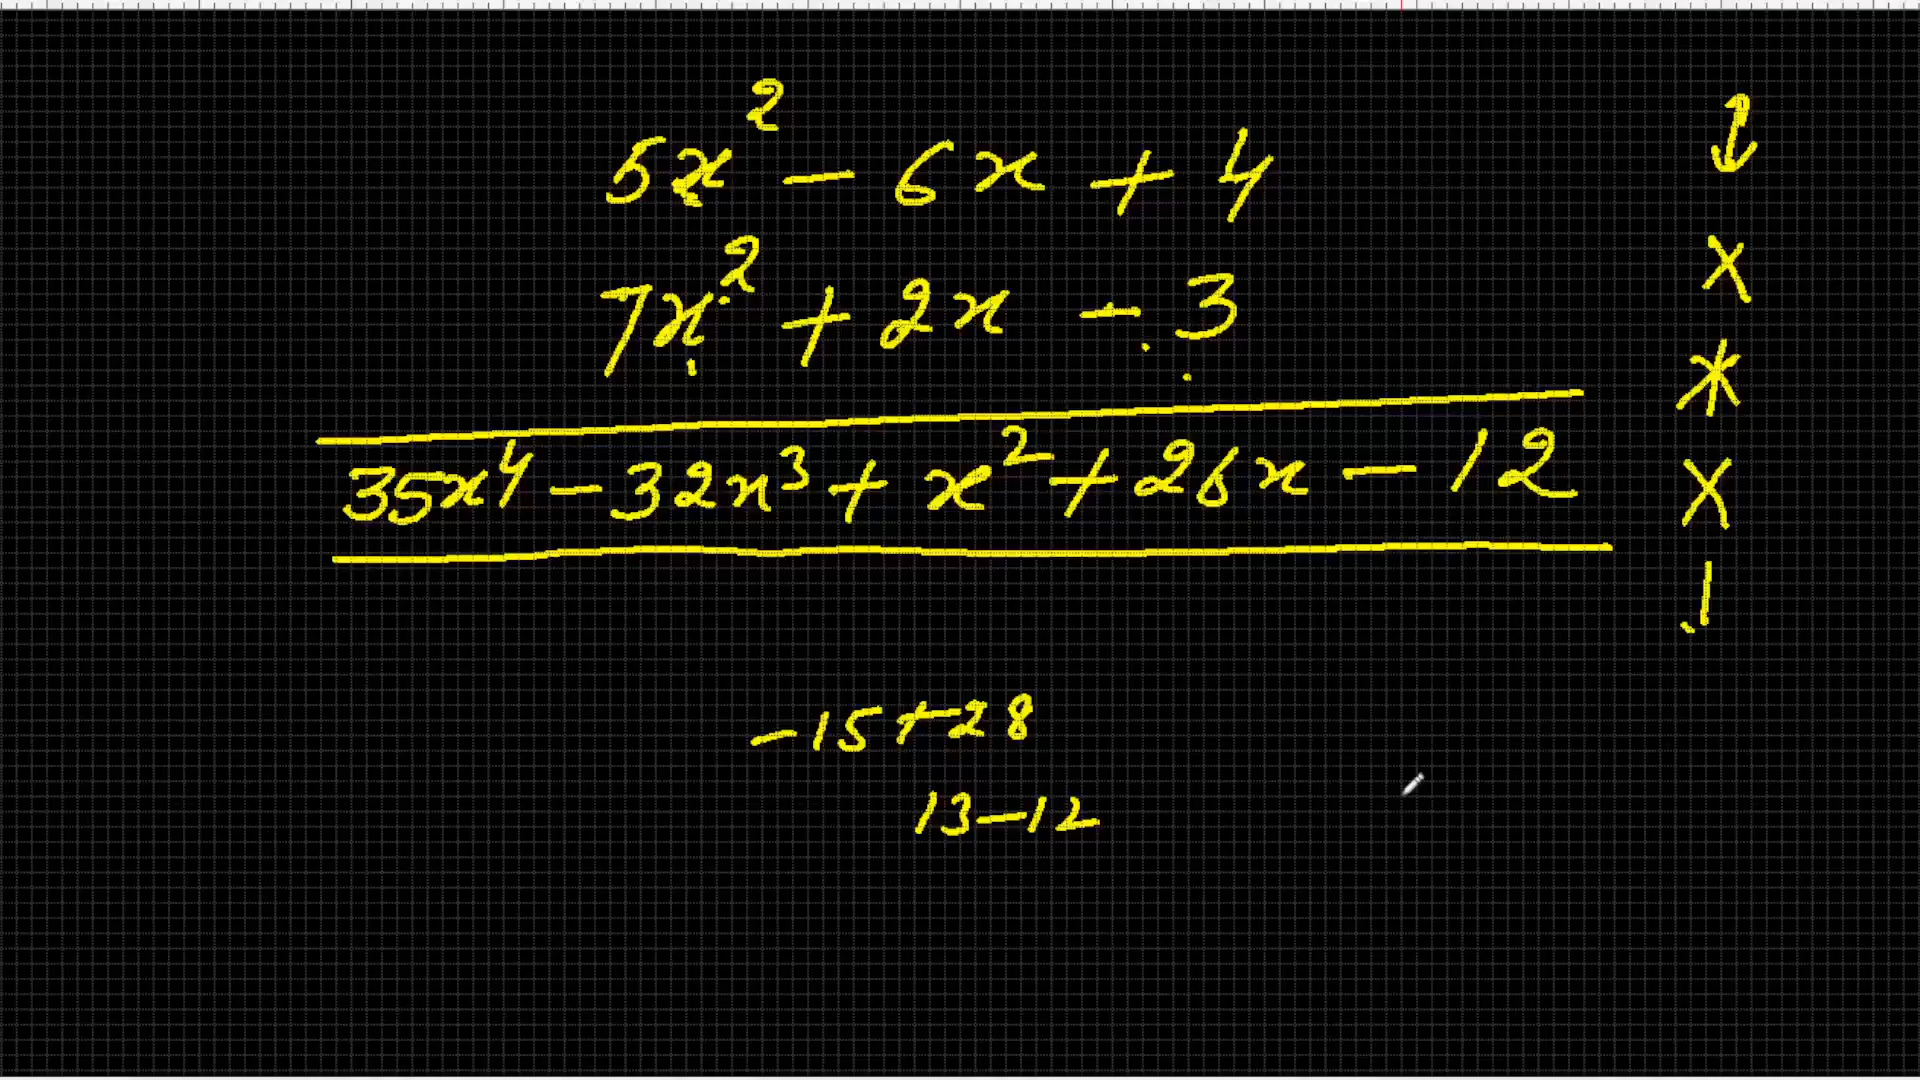 5x² - 6x + 4
7x² + 2x - 3
35x⁴ - 32x³ + x² + 26x - 12
-15+28
13-12